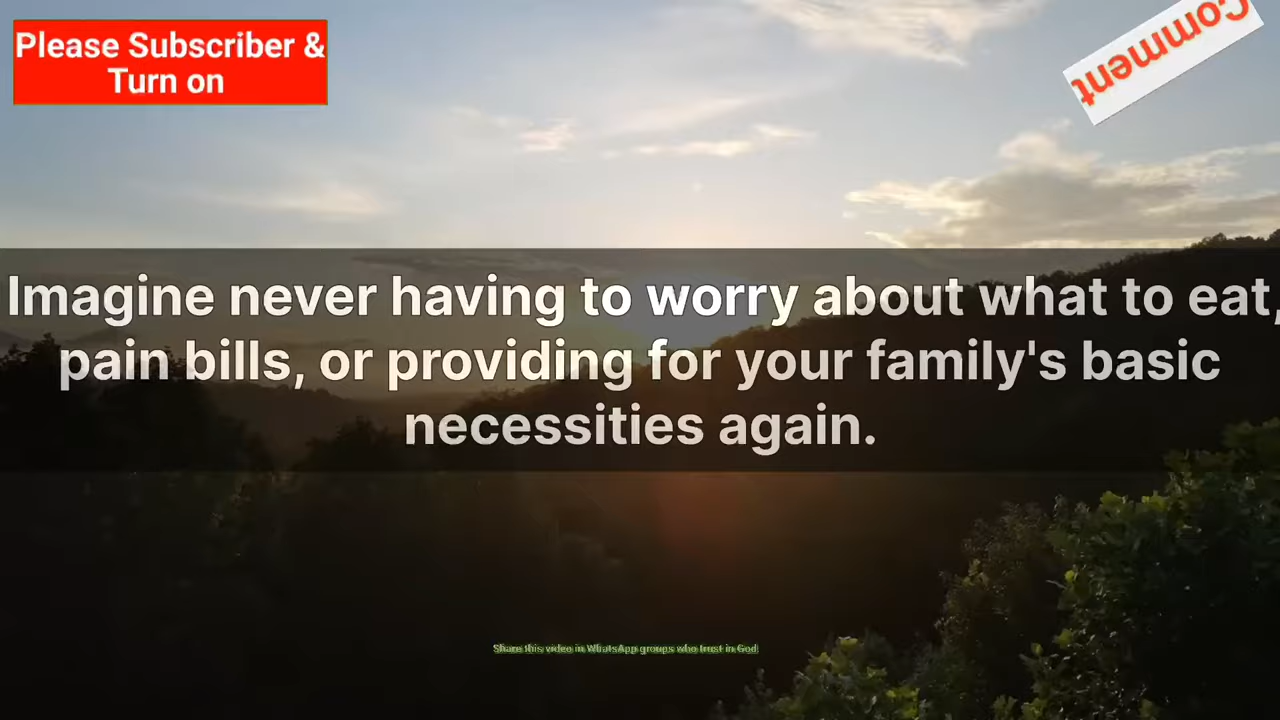 Please Subscriber &
Turn on
Comment
Imagine never having to worry about what to eat,
pain bills, or providing for your family's basic
necessities again.
Share this video in WhatsApp groups who trust in God.